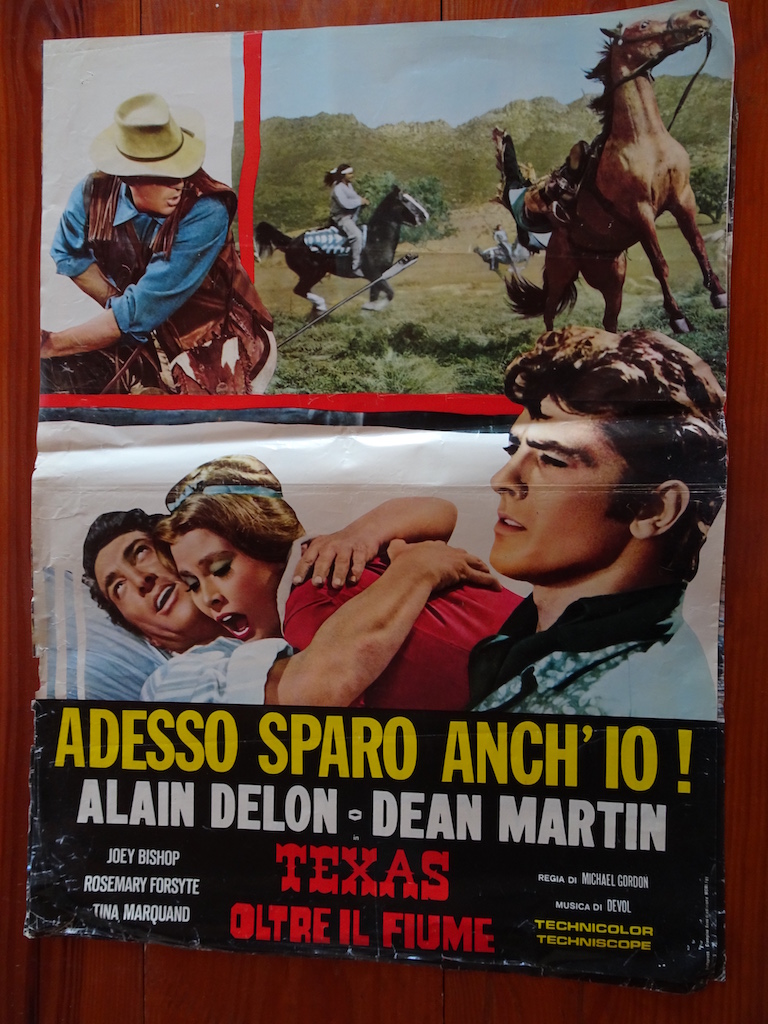 ADESSO SPARO ANCH'IO!
ALAIN DELON - DEAN MARTIN
in
JOEY BISHOP
ROSEMARY FORSYTE
TINA MARQUAND
TEXAS
OLTRE IL FIUME
REGIA DI MICHAEL GORDON
MUSICA DI DEVOL
TECHNICOLOR
TECHNISCOPE